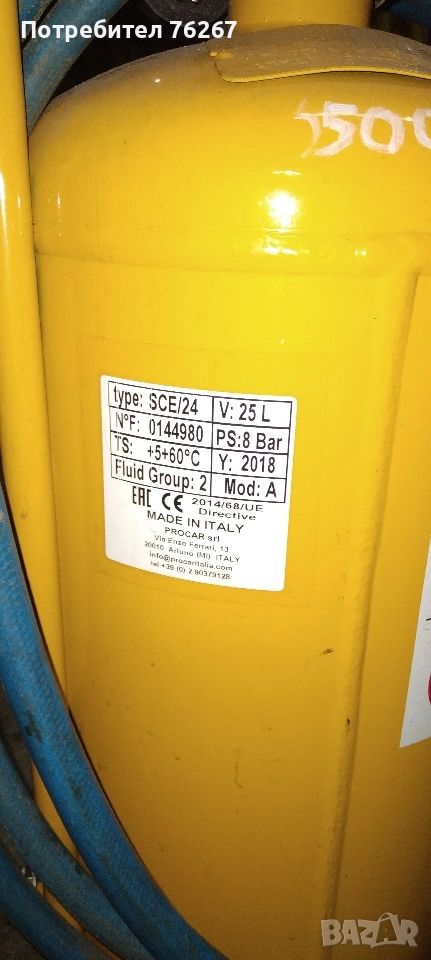 Потребител 76267
500
type: SCE/24 V: 25 L
N°F: 0144980 PS:8 Bar
TS: +5+60°C Y: 2018
Fluid Group: 2 Mod: A
EAC CE 2014/68/UE
Directive
MADE IN ITALY
PROCAR srl
Via Enzo Ferrari, 13
20010 Arluno (MI) ITALY
info@procaritalia.com
tel +39 (0) 2 90379128
BAZAR